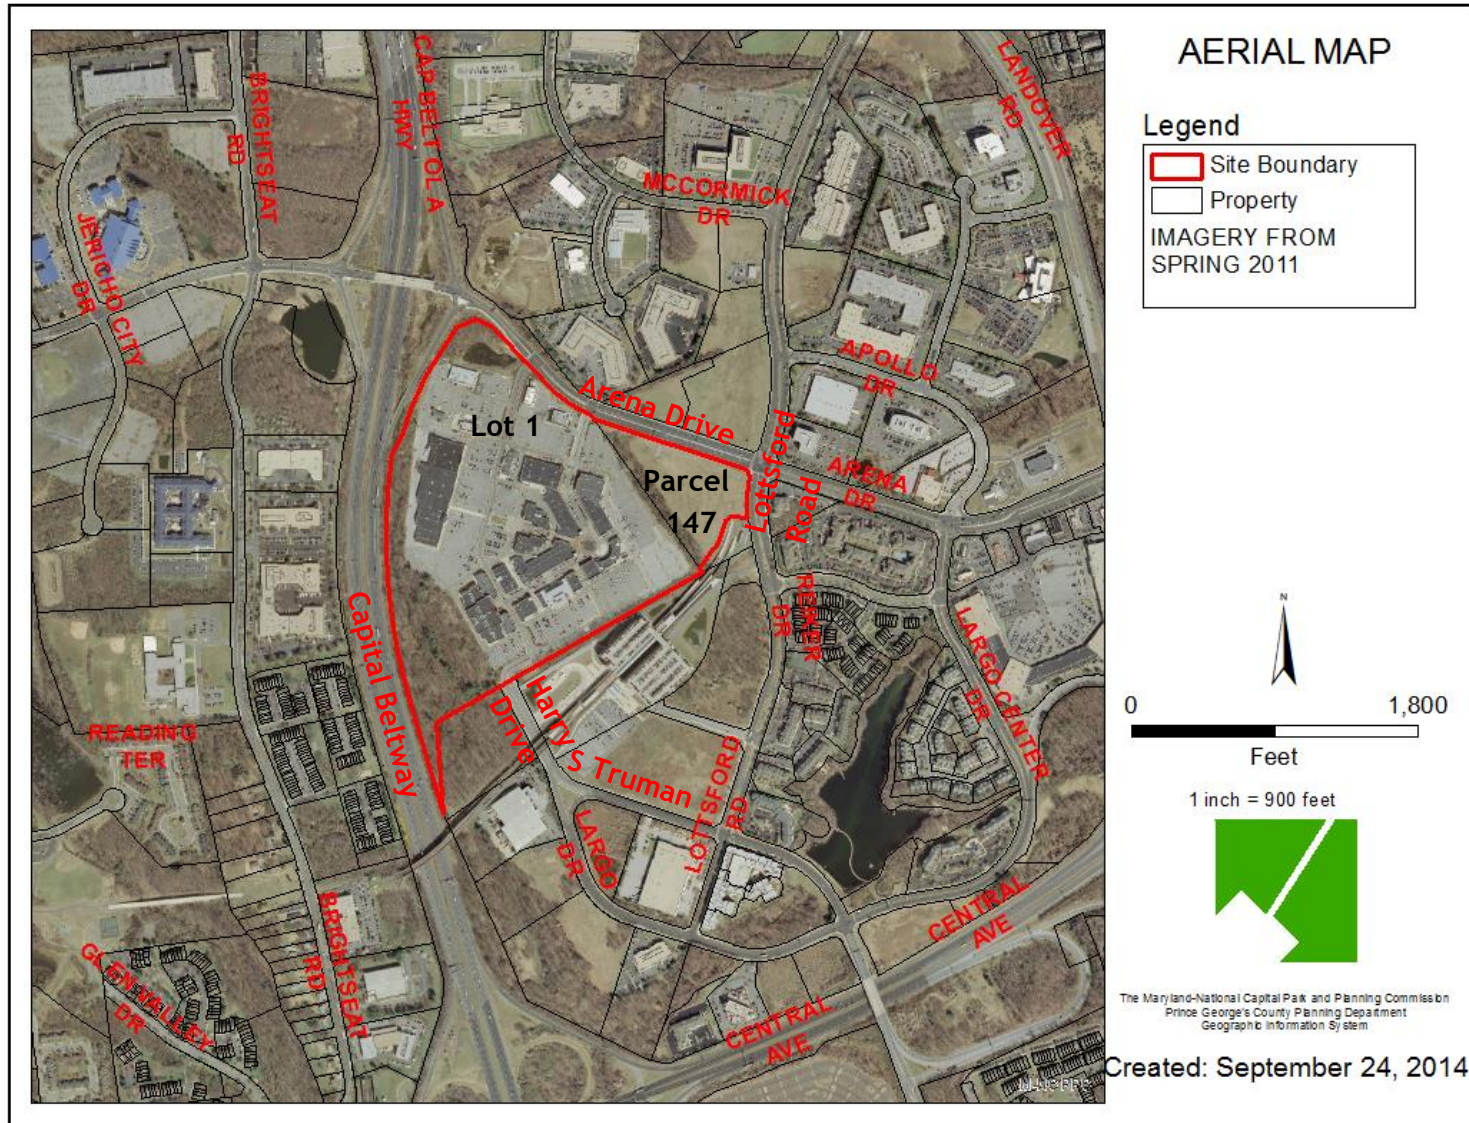 AERIAL MAP
Legend
Site Boundary
Property
IMAGERY FROM
SPRING 2011
N
0 1,800
Feet
1 inch = 900 feet
The Maryland-National Capital Park and Planning Commission
Prince George's County Planning Department
Geographic Information System
Created: September 24, 2014
BRIGHTSEAT
RD
CAP BELT OL A
HWY
LANDOVER
RD
MCCORMICK
DR
JERICHO CITY
DR
APOLLO
DR
Arena Drive
Lot 1
Lottsford
Road
Parcel
147
ARENA
DR
Capital Beltway
Harry S Truman
Drive
DR
LARGO CENTER
DR
READING
TER
LOTTSFORD
RD
LARGO
DR
CENTRAL
AVE
BRIGHTSEAT
RD
GLEN VALLEY
DR
CENTRAL
AVE